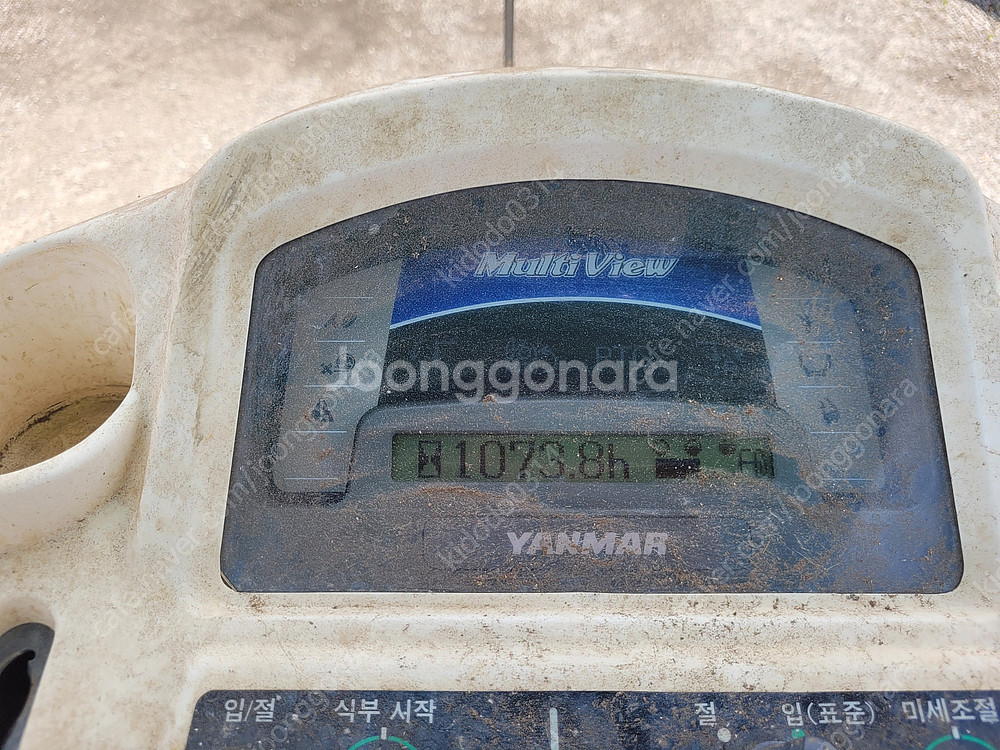 MultiView
Joonggonara
1073.8h
YANMAR
입/절 식부 시작 절 입(표준) 미세조절